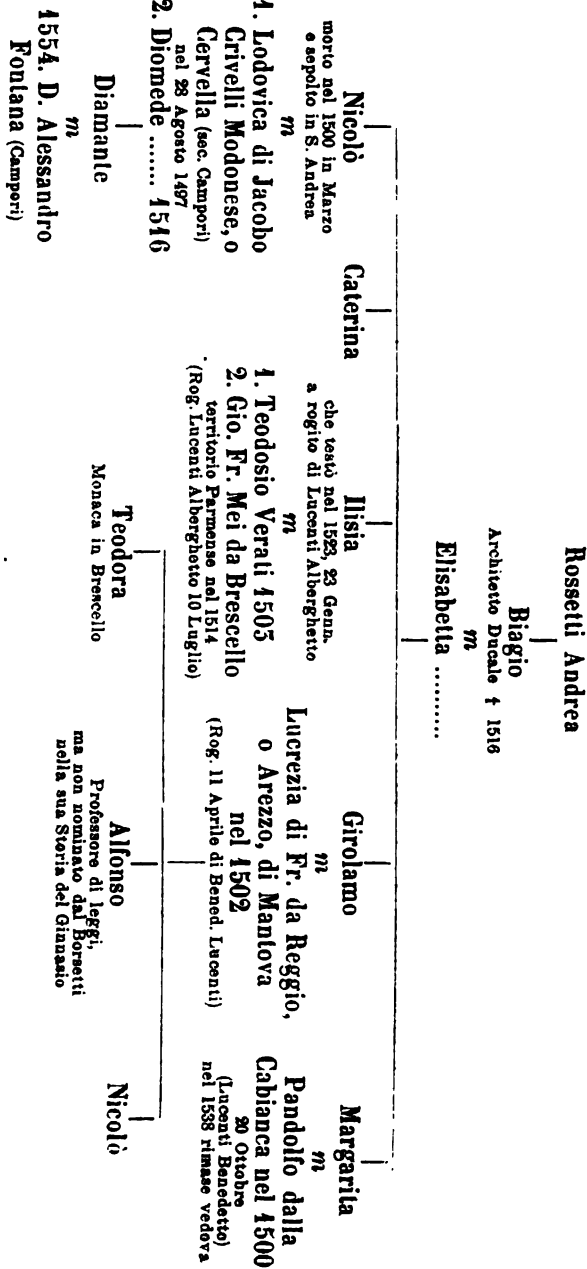 Rossetti Andrea
Biagio
Architetto Ducale † 1516
m
Elisabetta ..........
Nicolò
morto nel 1500 in Marzo
e sepolto in S. Andrea
m
1. Lodovica di Jacobo
Crivelli Modonese, o
Cervella (sec. Campori)
nel 28 Agosto 1497
2. Diomede ....... 1516
Caterina
Ilisia
che testò nel 1523, 23 Genn.
a rogito di Lucenti Alberghetto
m
1. Teodosio Verati 1503
2. Gio. Fr. Mei da Brescello
territorio Parmense nel 1514
(Rog. Lucenti Alberghetto 10 Luglio)
Girolamo
m
Lucrezia di Fr. da Reggio,
o Arezzo, di Mantova
nel 1502
(Rog. 11 Aprile di Bened. Lucenti)
Margarita
m
Pandolfo dalla
Cabianca nel 1500
20 Ottobre
(Lucenti Benedetto)
nel 1538 rimase vedova
Diamante
m
1554. D. Alessandro
Fontana (Campori)
Teodora
Monaca in Brescello
Alfonso
Professore di leggi,
ma non nominato dal Borsetti
nella sua Storia del Ginnasio
Nicolò